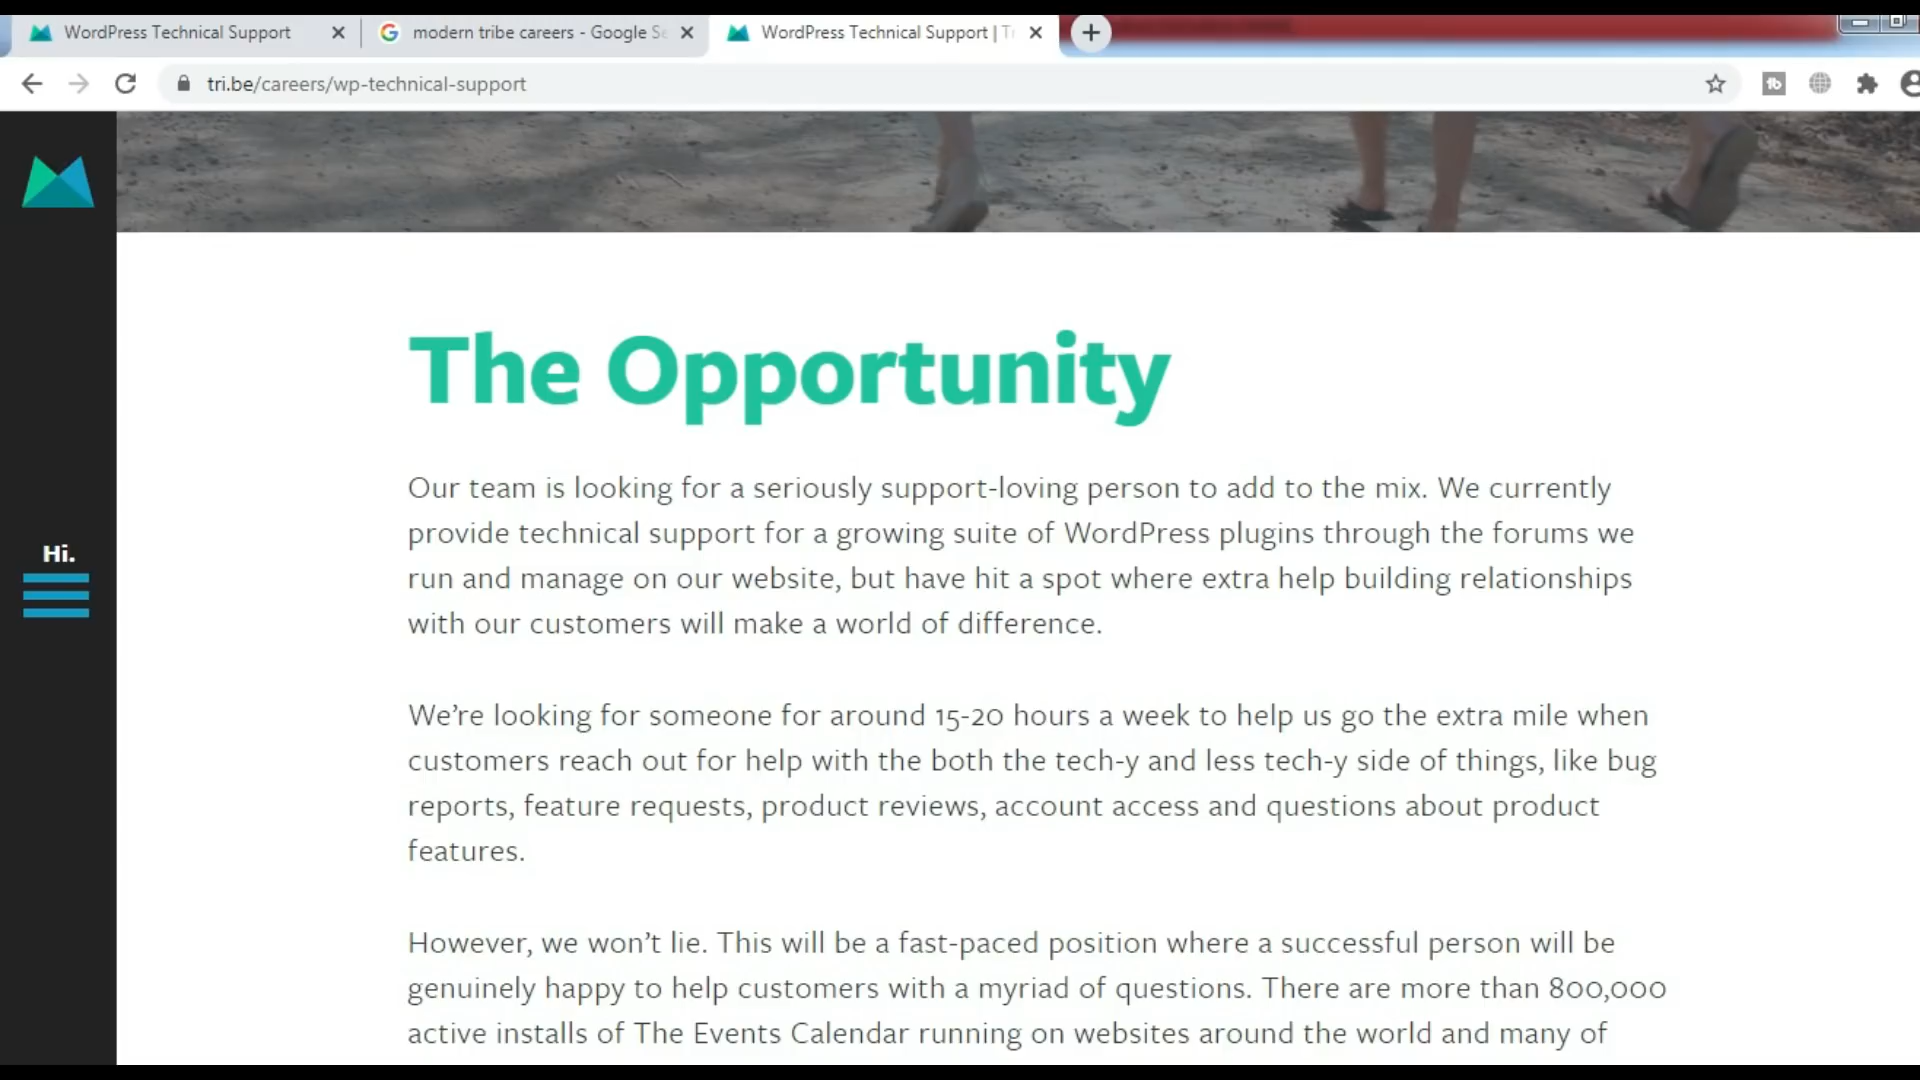 WordPress Technical Support
modern tribe careers - Google Se
WordPress Technical Support | Tr
tri.be/careers/wp-technical-support
The Opportunity
Our team is looking for a seriously support-loving person to add to the mix. We currently
provide technical support for a growing suite of WordPress plugins through the forums we
run and manage on our website, but have hit a spot where extra help building relationships
with our customers will make a world of difference.
We’re looking for someone for around 15-20 hours a week to help us go the extra mile when
customers reach out for help with the both the tech-y and less tech-y side of things, like bug
reports, feature requests, product reviews, account access and questions about product
features.
However, we won’t lie. This will be a fast-paced position where a successful person will be
genuinely happy to help customers with a myriad of questions. There are more than 800,000
active installs of The Events Calendar running on websites around the world and many of
Hi.